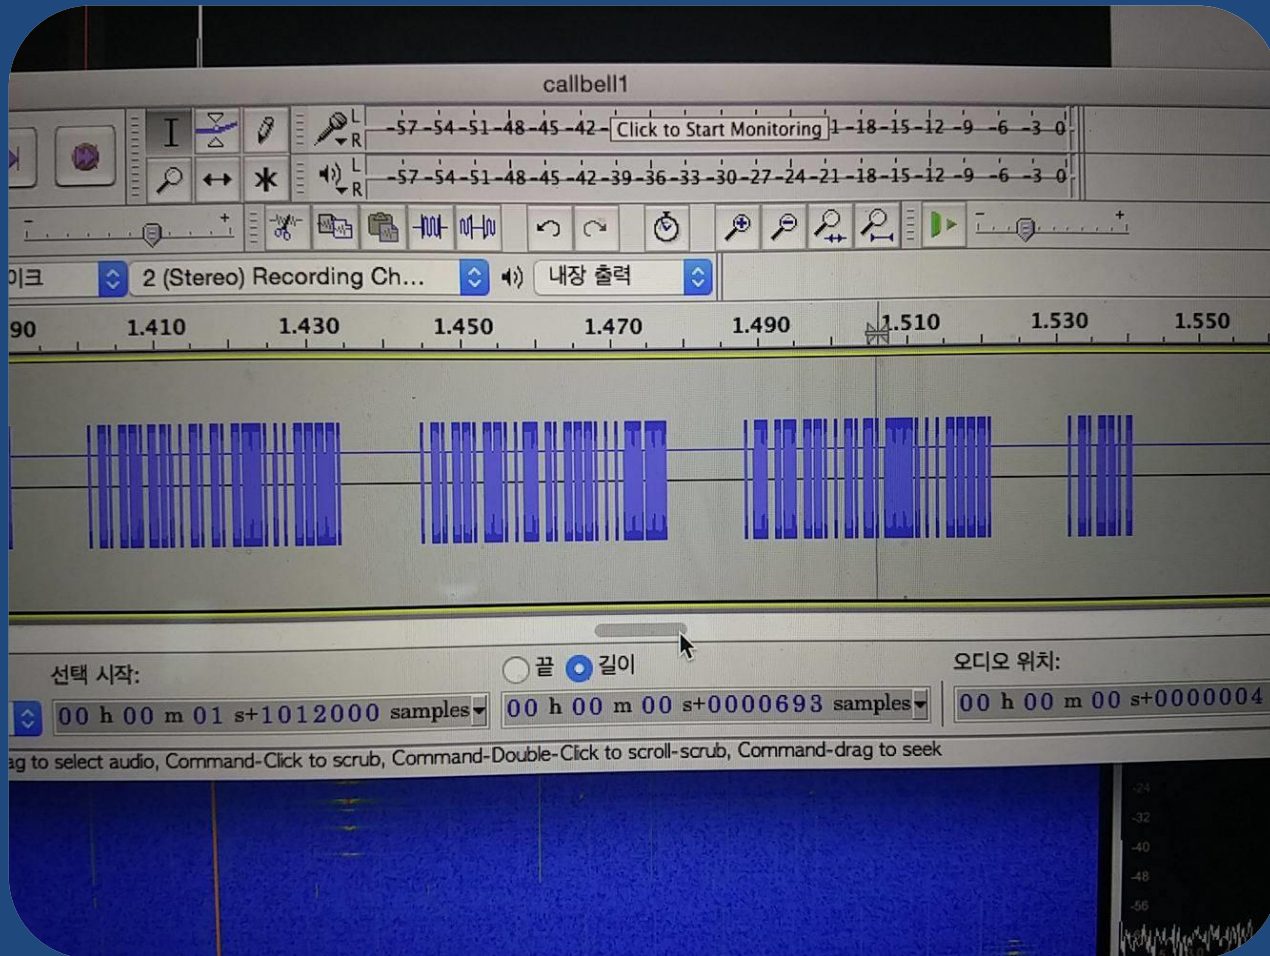 callbell1
L
-57 -54 -51 -48 -45 -42 - Click to Start Monitoring 1 -18 -15 -12 -9 -6 -3 0
R
L
-57 -54 -51 -48 -45 -42 -39 -36 -33 -30 -27 -24 -21 -18 -15 -12 -9 -6 -3 0
R
- + - +
이크 2 (Stereo) Recording Ch... 내장 출력
90 1.410 1.430 1.450 1.470 1.490 1.510 1.530 1.550
선택 시작: 끝 길이 오디오 위치:
00 h 00 m 01 s+1012000 samples 00 h 00 m 00 s+0000693 samples 00 h 00 m 00 s+0000004
ag to select audio, Command-Click to scrub, Command-Double-Click to scroll-scrub, Command-drag to seek
-24
-32
-40
-48
-56